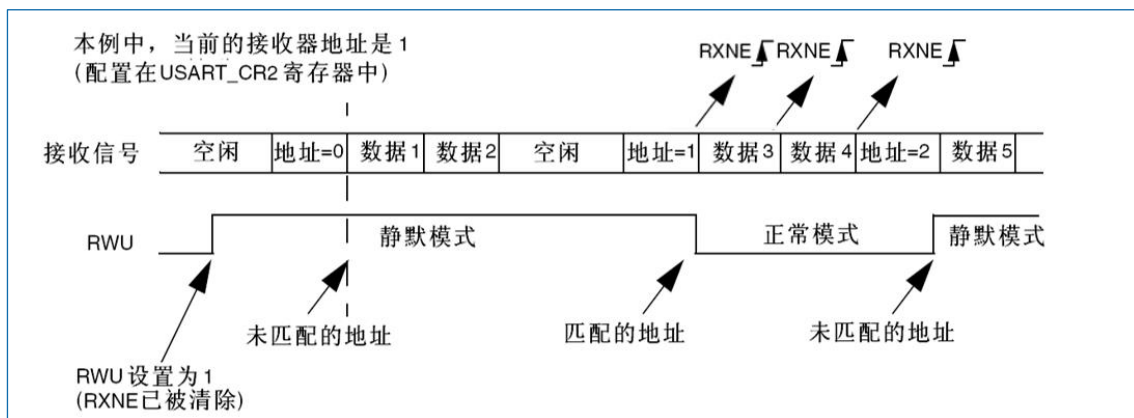 本例中，当前的接收器地址是1
(配置在USART_CR2寄存器中)
RXNE RXNE RXNE
接收信号 空闲 地址=0 数据1 数据2 空闲 地址=1 数据3 数据4 地址=2 数据5
RWU 静默模式 正常模式 静默模式
未匹配的地址 匹配的地址 未匹配的地址
RWU设置为1
(RXNE已被清除)